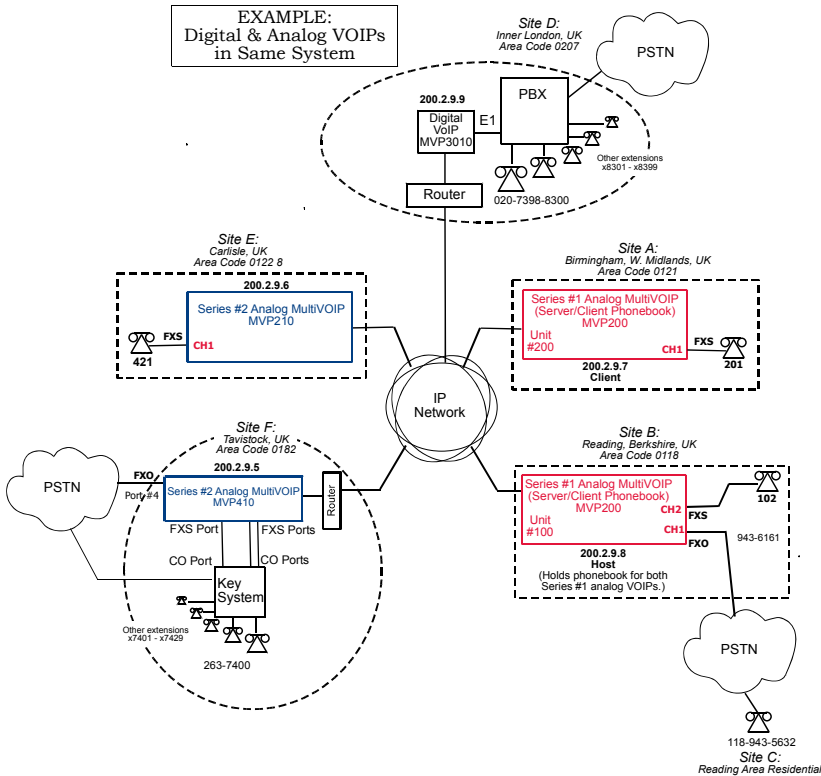 EXAMPLE:
Digital & Analog VOIPs
in Same System
Site D:
Inner London, UK
Area Code 0207
PSTN
200.2.9.9
Digital
VoIP
MVP3010
E1
PBX
Other extensions
x8301 - x8399
Router
020-7398-8300
Site E:
Carlisle, UK
Area Code 0122 8
200.2.9.6
Series #2 Analog MultiVOIP
MVP210
FXS
CH1
421
Site A:
Birmingham, W. Midlands, UK
Area Code 0121
Series #1 Analog MultiVOIP
(Server/Client Phonebook)
MVP200
Unit
#200
CH1
FXS
200.2.9.7
Client
201
IP
Network
Site F:
Tavistock, UK
Area Code 0182
200.2.9.5
PSTN
FXO
Port #4
Series #2 Analog MultiVOIP
MVP410
Router
FXS Port
FXS Ports
CO Port
CO Ports
Key
System
Other extensions
x7401 - x7429
263-7400
Site B:
Reading, Berkshire, UK
Area Code 0118
Series #1 Analog MultiVOIP
(Server/Client Phonebook)
MVP200
Unit
#100
CH2
FXS
CH1
FXO
102
943-6161
200.2.9.8
Host
(Holds phonebook for both
Series #1 analog VOIPs.)
PSTN
118-943-5632
Site C:
Reading Area Residential